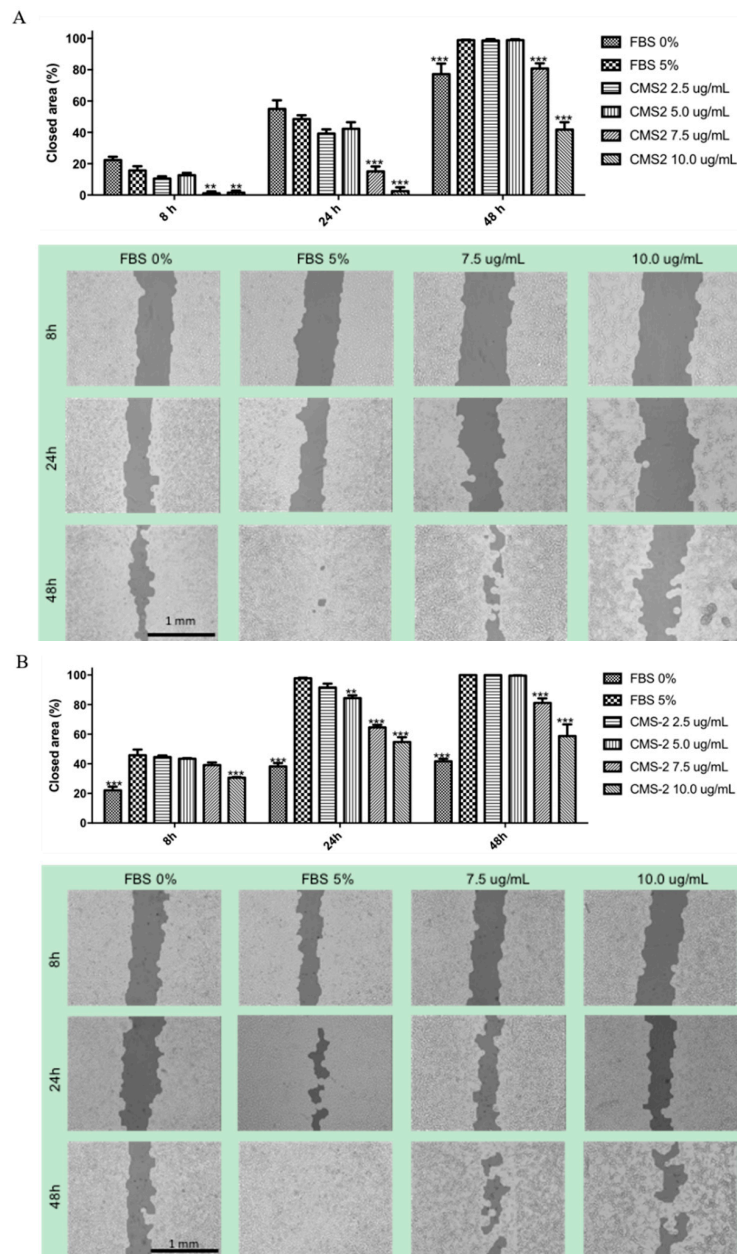 A
Closed area (%)
100
80
60
40
20
0
** **
8 h
*** ***
24 h
*** *** ***
48 h
FBS 0%
FBS 5%
CMS2 2.5 ug/mL
CMS2 5.0 ug/mL
CMS2 7.5 ug/mL
CMS2 10.0 ug/mL
FBS 0% FBS 5% 7.5 ug/mL 10.0 ug/mL
8h
24h
48h
1 mm
B
Closed area (%)
100
80
60
40
20
0
*** ***
8h
*** ** *** ***
24h
*** *** ***
48h
FBS 0%
FBS 5%
CMS-2 2.5 ug/mL
CMS-2 5.0 ug/mL
CMS-2 7.5 ug/mL
CMS-2 10.0 ug/mL
FBS 0% FBS 5% 7.5 ug/mL 10.0 ug/mL
8h
24h
48h
1 mm